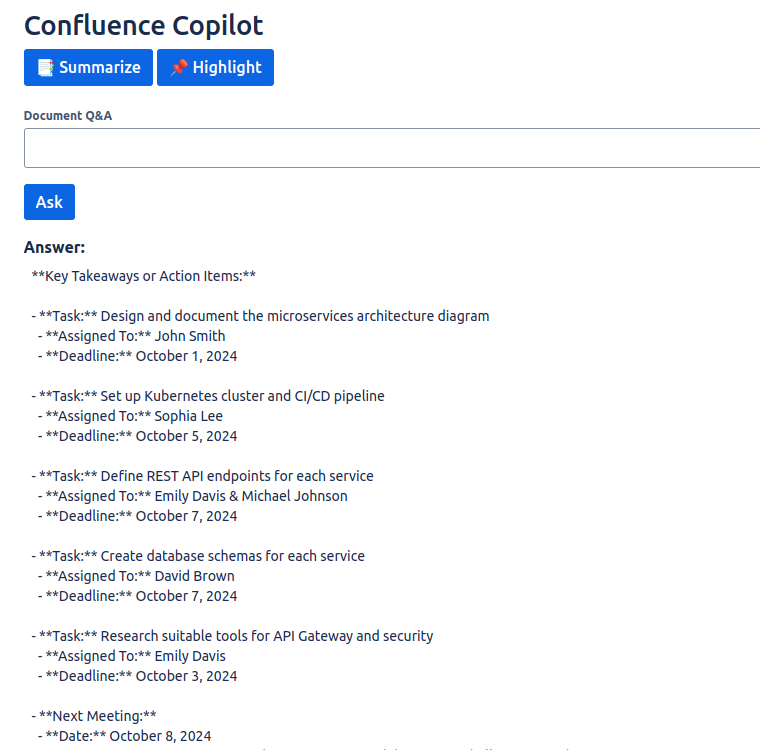 Confluence Copilot
📑 Summarize 📌 Highlight
Document Q&A
Ask
Answer:
**Key Takeaways or Action Items:**
- **Task:** Design and document the microservices architecture diagram
- **Assigned To:** John Smith
- **Deadline:** October 1, 2024
- **Task:** Set up Kubernetes cluster and CI/CD pipeline
- **Assigned To:** Sophia Lee
- **Deadline:** October 5, 2024
- **Task:** Define REST API endpoints for each service
- **Assigned To:** Emily Davis & Michael Johnson
- **Deadline:** October 7, 2024
- **Task:** Create database schemas for each service
- **Assigned To:** David Brown
- **Deadline:** October 7, 2024
- **Task:** Research suitable tools for API Gateway and security
- **Assigned To:** Emily Davis
- **Deadline:** October 3, 2024
- **Next Meeting:**
- **Date:** October 8, 2024